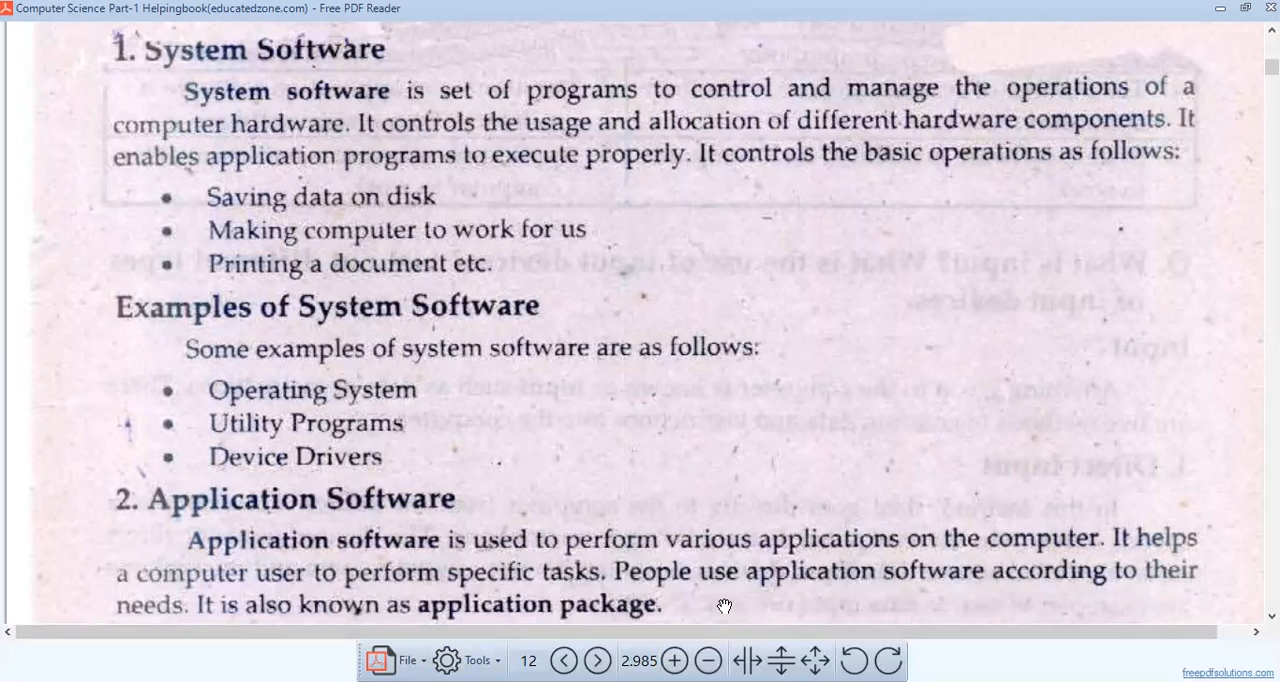 Computer Science Part-1 Helpingbook(educatedzone.com) - Free PDF Reader
1. System Software
System software is set of programs to control and manage the operations of a
computer hardware. It controls the usage and allocation of different hardware components. It
enables application programs to execute properly. It controls the basic operations as follows:
• Saving data on disk
• Making computer to work for us
• Printing a document etc.
Examples of System Software
Some examples of system software are as follows:
• Operating System
• Utility Programs
• Device Drivers
2. Application Software
Application software is used to perform various applications on the computer. It helps
a computer user to perform specific tasks. People use application software according to their
needs. It is also known as application package.
File Tools 12 2.985
freepdfsolutions.com